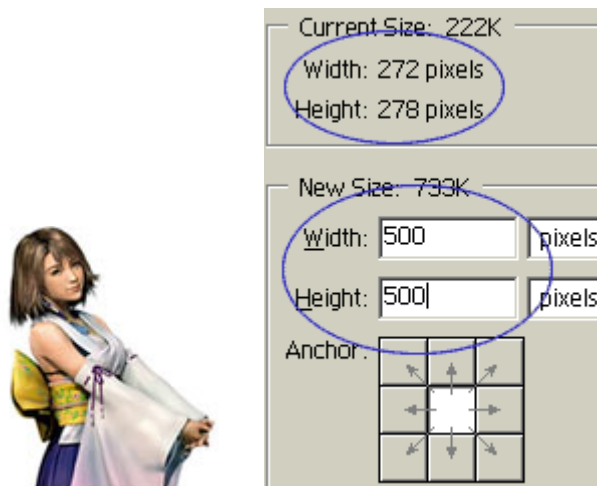 Current Size: 222K
Width: 272 pixels
Height: 278 pixels
New Size: 733K
Width: 500 pixels
Height: 500 pixels
Anchor: